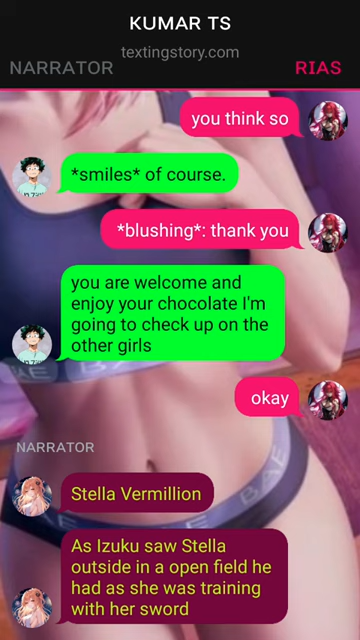 KUMAR TS
textingstory.com
NARRATOR
RIAS
you think so
*smiles* of course.
*blushing*: thank you
you are welcome and
enjoy your chocolate I'm
going to check up on the
other girls
okay
BAE
BAE
NARRATOR
Stella Vermillion
As Izuku saw Stella
outside in a open field he
had as she was training
with her sword